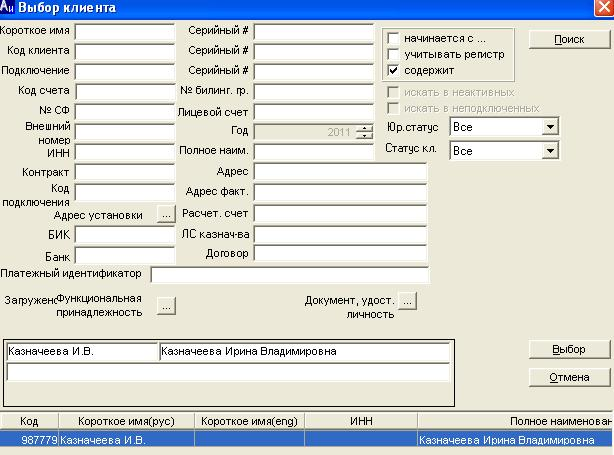 Выбор клиента
Короткое имя Серийный # начинается с ... Поиск
Код клиента Серийный # учитывать регистр
Подключение Серийный # содержит
Код счета № билинг. гр. искать в неактивных
№ СФ Лицевой счет искать в неподключенных
Внешний номер Год 2011 Юр.статус Все
ИНН Полное наим. Статус кл. Все
Контракт Адрес
Код подключения Адрес факт.
Адрес установки ... Расчет. счет
БИК ЛС казнач-ва
Банк Договор
Платежный идентификатор
Загружено Функциональная принадлежность ... Документ, удост. личность ...
Казначеева И.В. Казначеева Ирина Владимировна Выбор
Отмена
Код Короткое имя(рус) Короткое имя(eng) ИНН Полное наименован
987779 Казначеева И.В. Казначеева Ирина Владимировна